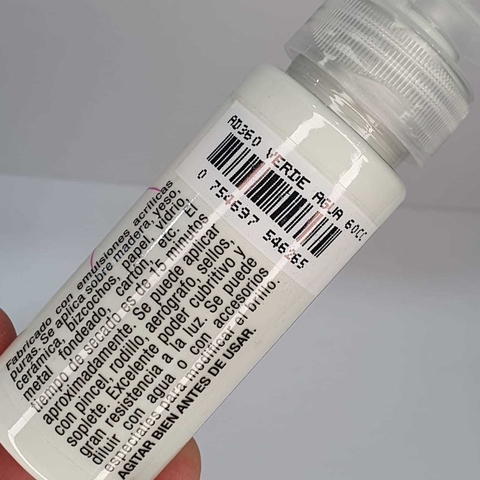 AD360 VERDE AGUA 60CC
0 754697 546265
Fabricado con emulsiones acrílicas
puras. Se aplica sobre madera, yeso,
cerámica, bizcochos, papel, vidrio,
metal fondeado, cartón, etc. El
tiempo de secado es de 15 minutos
aproximadamente. Se puede aplicar
con pincel, rodillo, aerógrafo, sellos,
soplete. Excelente poder cubritivo y
gran resistencia a la luz. Se puede
diluir con agua o con accesorios
especiales para modificar el brillo.
AGITAR BIEN ANTES DE USAR.